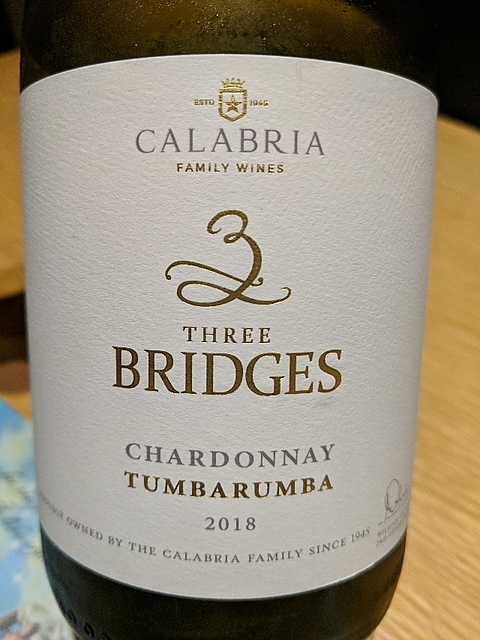 ESTD 1945
CALABRIA
FAMILY WINES
3
THREE
BRIDGES
CHARDONNAY
TUMBARUMBA
2018
OWNED BY THE CALABRIA FAMILY SINCE 1945